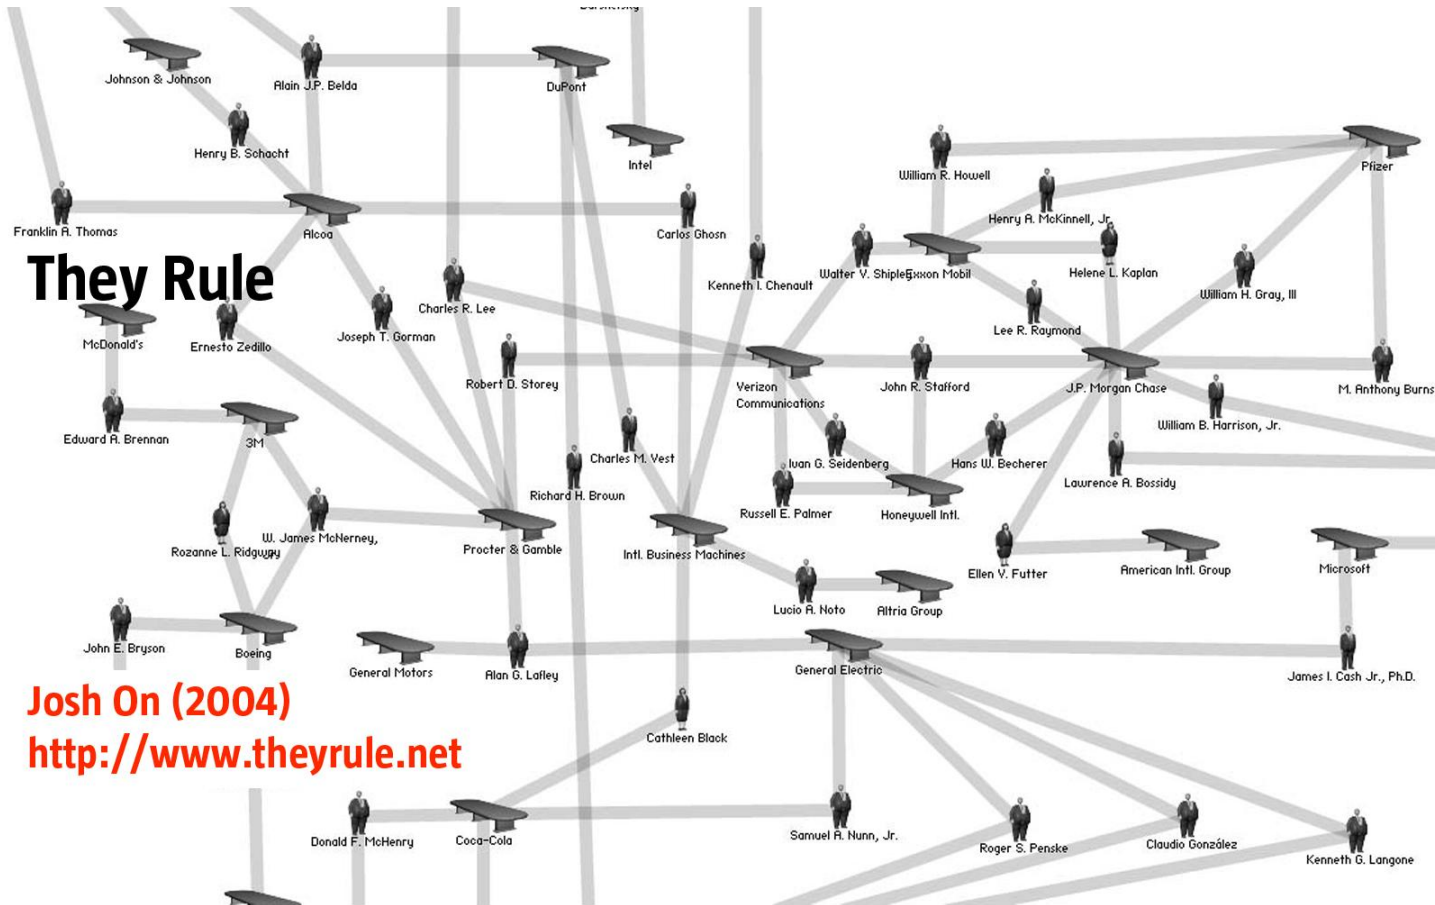 Johnson & Johnson
Alain J.P. Belda
DuPont
Henry B. Schacht
Intel
William R. Howell
Pfizer
Franklin A. Thomas
Alcoa
Carlos Ghosn
Henry A. McKinnell, Jr.
They Rule
Kenneth I. Chenault
Walter V. Shipley
Exxon Mobil
Helene L. Kaplan
William H. Gray, III
Charles R. Lee
Lee R. Raymond
McDonald's
Ernesto Zedillo
Joseph T. Gorman
Robert D. Storey
Verizon
Communications
John R. Stafford
J.P. Morgan Chase
M. Anthony Burns
William B. Harrison, Jr.
Edward A. Brennan
3M
Charles M. Vest
Ivan G. Seidenberg
Hans W. Becherer
Richard H. Brown
Lawrence A. Bossidy
Russell E. Palmer
Honeywell Intl.
Rozanne L. Ridgway
W. James McNerney,
Procter & Gamble
Intl. Business Machines
Ellen V. Futter
American Intl. Group
Microsoft
Lucio A. Noto
Altria Group
John E. Bryson
Boeing
General Motors
Alan G. Lafley
General Electric
James I. Cash Jr., Ph.D.
Josh On (2004)
http://www.theyrule.net
Cathleen Black
Donald F. McHenry
Coca-Cola
Samuel A. Nunn, Jr.
Roger S. Penske
Claudio González
Kenneth G. Langone